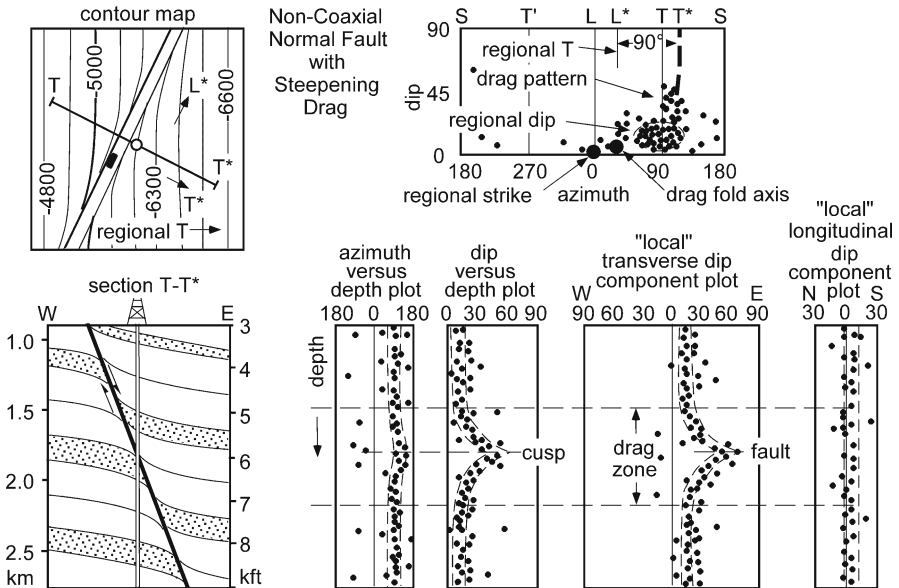 contour map
T
-5000
L*
-6600
-4800
-6300
T*
T*
regional T
Non-Coaxial
Normal Fault
with
Steepening
Drag
S T' L L* T T* S
90
45
0
dip
regional T
90°
drag pattern
regional dip
180 270 0 90 180
regional strike azimuth drag fold axis
section T-T*
W E
1.0
1.5
2.0
2.5
km
3
4
5
6
7
8
kft
azimuth
versus
depth plot
180 0 180
depth
dip
versus
depth plot
0 30 60 90
cusp
"local"
transverse dip
component plot
W E
90 60 30 0 30 60 90
drag
zone
fault
"local"
longitudinal
dip
component
plot
N S
30 0 30